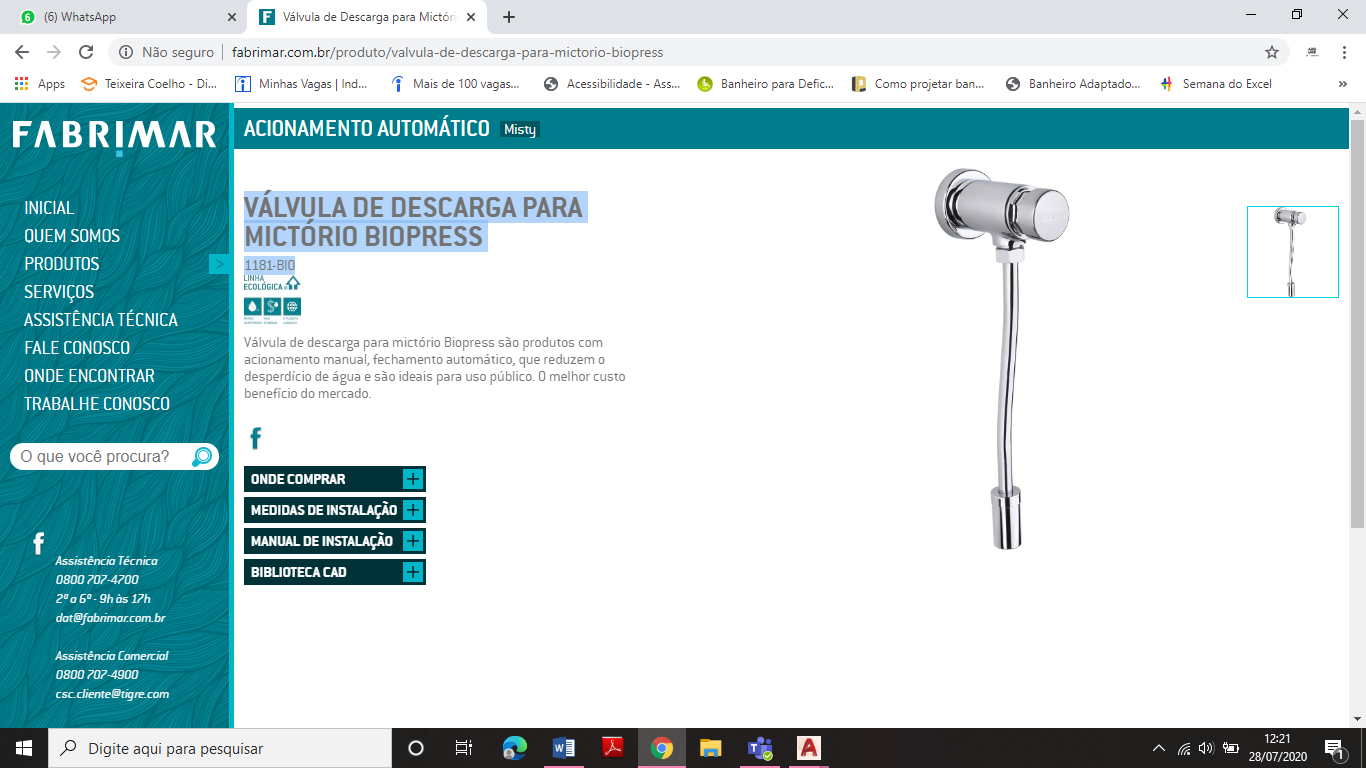 (6) WhatsApp
Válvula de Descarga para Mictóri
Não seguro
fabrimar.com.br/produto/valvula-de-descarga-para-mictorio-biopress
Apps
Teixeira Coelho - Di...
Minhas Vagas | Ind...
Mais de 100 vagas...
Acessibilidade - Ass...
Banheiro para Defic...
Como projetar ban...
Banheiro Adaptado...
Semana do Excel
»
FABRIMAR
INICIAL
QUEM SOMOS
PRODUTOS
>
SERVIÇOS
ASSISTÊNCIA TÉCNICA
FALE CONOSCO
ONDE ENCONTRAR
TRABALHE CONOSCO
O que você procura?
Assistência Técnica
0800 707-4700
2ª a 6ª - 9h às 17h
dat@fabrimar.com.br
Assistência Comercial
0800 707-4900
csc.cliente@tigre.com
ACIONAMENTO AUTOMÁTICO Misty
VÁLVULA DE DESCARGA PARA
MICTÓRIO BIOPRESS
1181-BIO
LINHA
ECOLÓGICA
Válvula de descarga para mictório Biopress são produtos com
acionamento manual, fechamento automático, que reduzem o
desperdício de água e são ideais para uso público. O melhor custo
benefício do mercado.
ONDE COMPRAR
MEDIDAS DE INSTALAÇÃO
MANUAL DE INSTALAÇÃO
BIBLIOTECA CAD
Digite aqui para pesquisar
12:21
28/07/2020